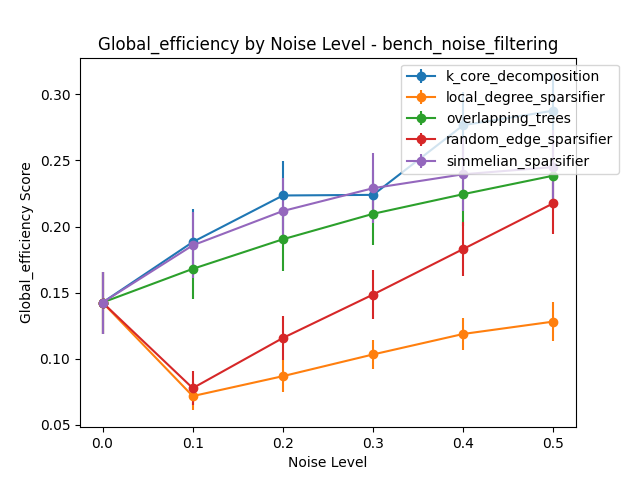 Global_efficiency by Noise Level - bench_noise_filtering
k_core_decomposition
local_degree_sparsifier
overlapping_trees
random_edge_sparsifier
simmelian_sparsifier
Global_efficiency Score
0.30
0.25
0.20
0.15
0.10
0.05
0.0 0.1 0.2 0.3 0.4 0.5
Noise Level